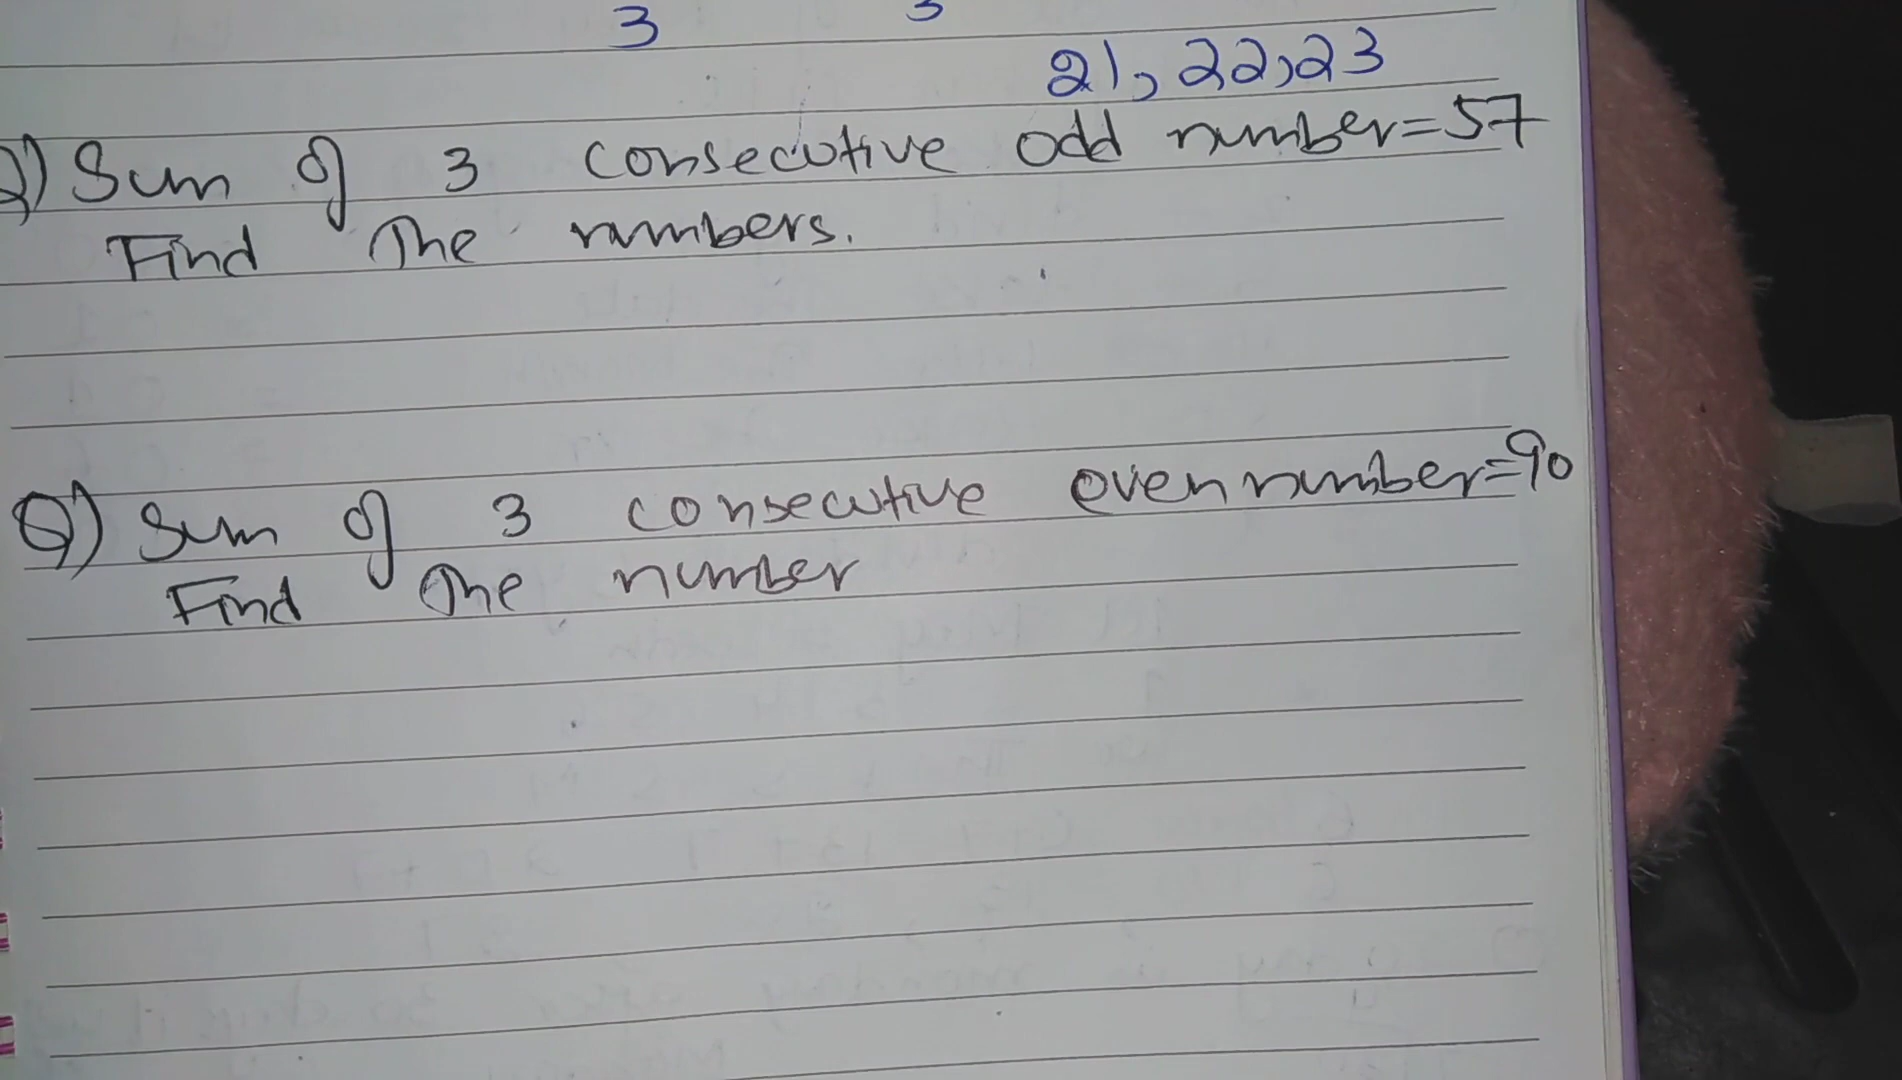 3 3
21, 22, 23
Q) Sum of 3 consecutive odd number=57
Find The numbers.
Q) Sum of 3 consecutive even number=90
Find The number